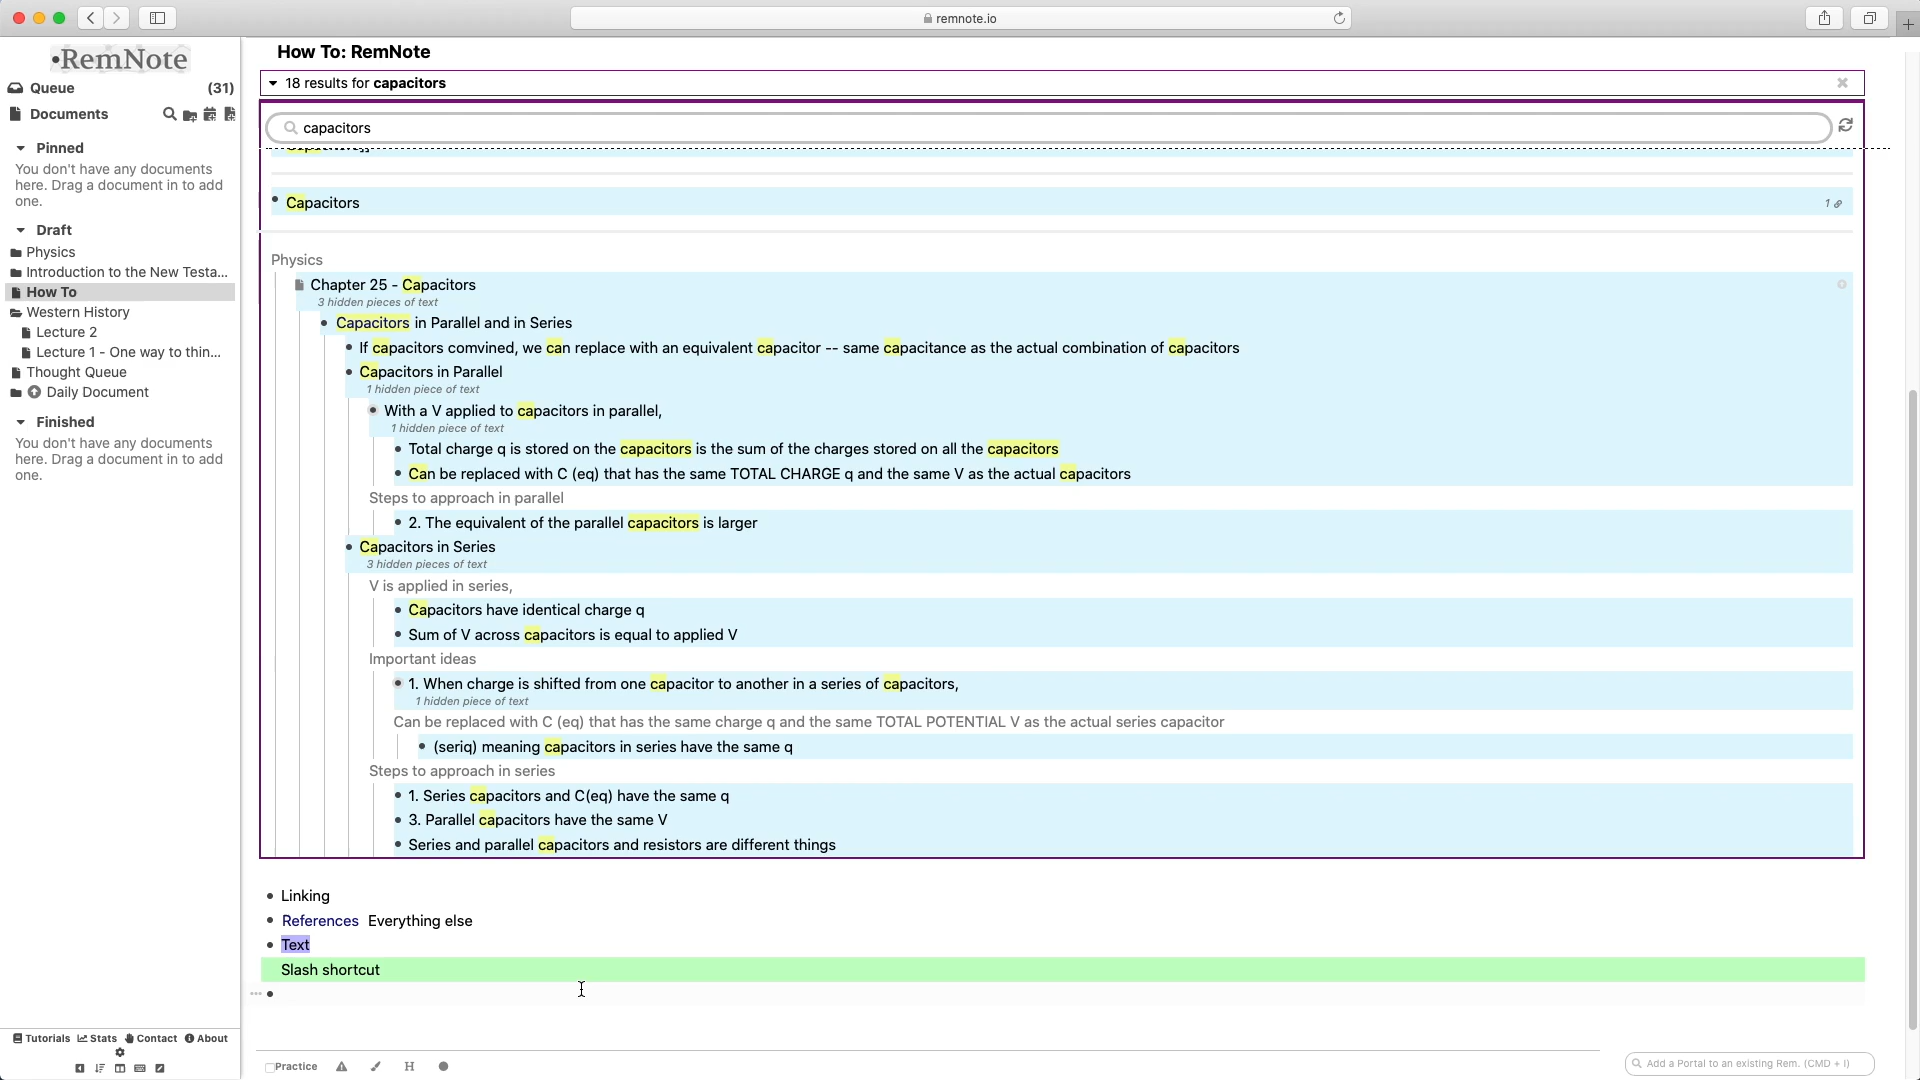 remnote.io
RemNote
Queue (31)
Documents
Pinned
You don't have any documents
here. Drag a document in to add
one.
Draft
Physics
Introduction to the New Testa...
How To
Western History
Lecture 2
Lecture 1 - One way to thin...
Thought Queue
Daily Document
Finished
You don't have any documents
here. Drag a document in to add
one.
Tutorials Stats Contact About
How To: RemNote
18 results for capacitors
capacitors
Capacitors 1
Physics
Chapter 25 - Capacitors
3 hidden pieces of text
Capacitors in Parallel and in Series
If capacitors comvined, we can replace with an equivalent capacitor -- same capacitance as the actual combination of capacitors
Capacitors in Parallel
1 hidden piece of text
With a V applied to capacitors in parallel,
1 hidden piece of text
Total charge q is stored on the capacitors is the sum of the charges stored on all the capacitors
Can be replaced with C (eq) that has the same TOTAL CHARGE q and the same V as the actual capacitors
Steps to approach in parallel
2. The equivalent of the parallel capacitors is larger
Capacitors in Series
3 hidden pieces of text
V is applied in series,
Capacitors have identical charge q
Sum of V across capacitors is equal to applied V
Important ideas
1. When charge is shifted from one capacitor to another in a series of capacitors,
1 hidden piece of text
Can be replaced with C (eq) that has the same charge q and the same TOTAL POTENTIAL V as the actual series capacitor
(seriq) meaning capacitors in series have the same q
Steps to approach in series
1. Series capacitors and C(eq) have the same q
3. Parallel capacitors have the same V
Series and parallel capacitors and resistors are different things
Linking
References Everything else
Text
Slash shortcut
Practice H
Add a Portal to an existing Rem. (CMD + I)